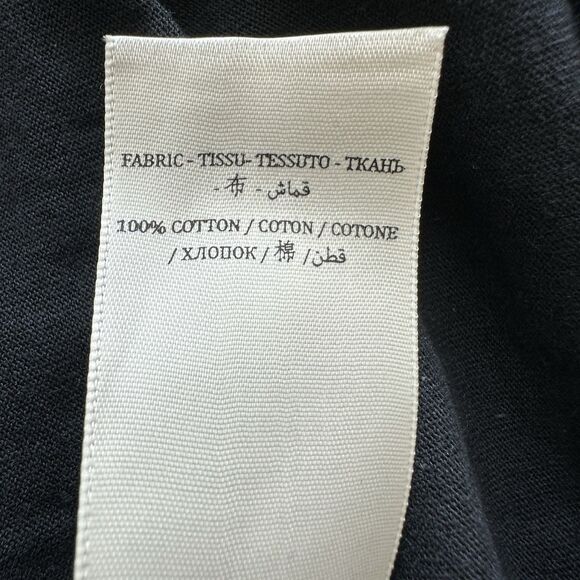 FABRIC - TISSU- TESSUTO - ТКАНЬ
- 布 - قماش -
100% COTTON / COTON / COTONE
/ ХЛОПОК / 棉 /قطن